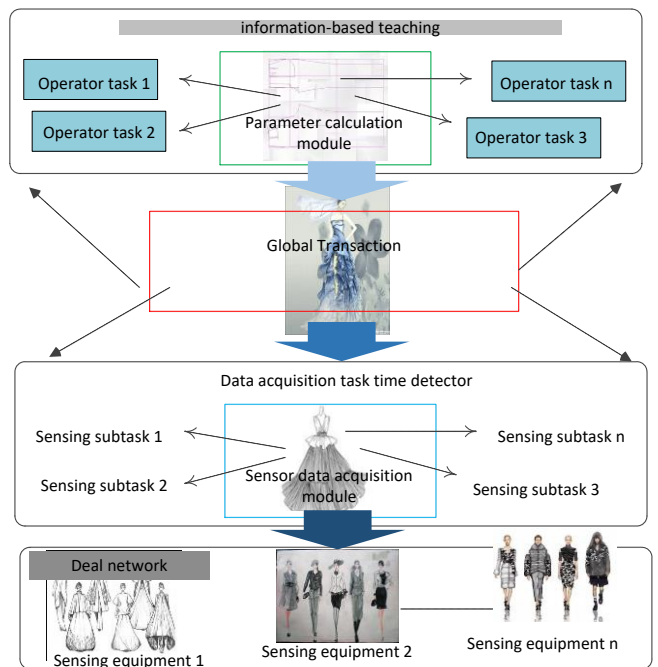 information-based teaching
Operator task 1
Operator task n
Operator task 2
Parameter calculation
module
Operator task 3
Global Transaction
Data acquisition task time detector
Sensing subtask 1
Sensing subtask n
Sensor data acquisition
module
Sensing subtask 2
Sensing subtask 3
Deal network
Sensing equipment 1
Sensing equipment 2
Sensing equipment n